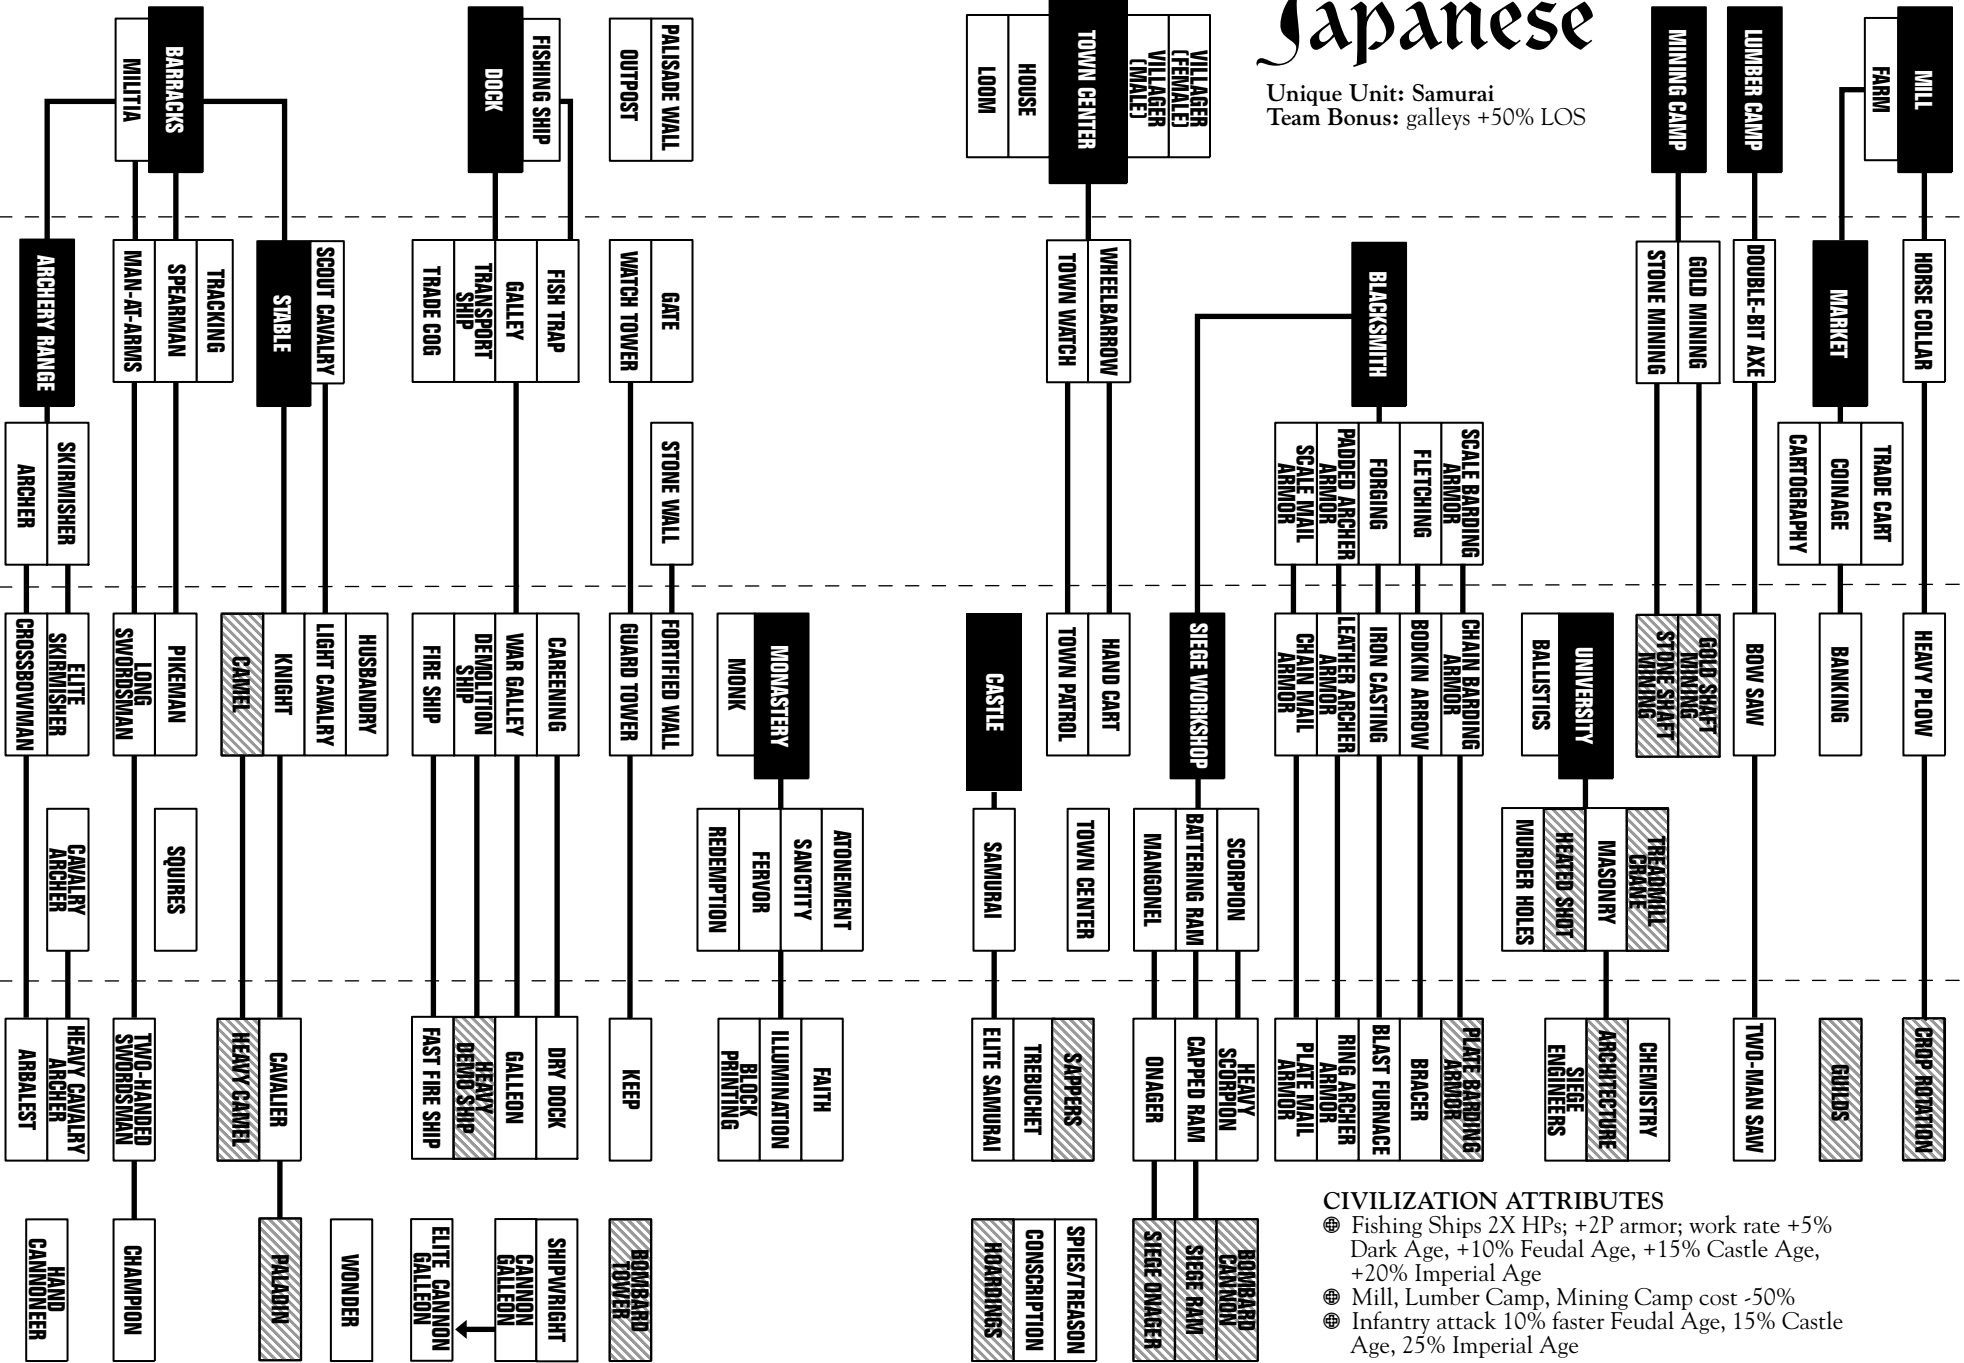 Japanese
Unique Unit: Samurai
Team Bonus: galleys +50% LOS
BARRACKS
MILITIA
DOCK
FISHING SHIP
OUTPOST
PALISADE WALL
LOOM
HOUSE
TOWN CENTER
VILLAGER
(MALE)
VILLAGER
(FEMALE)
MINING CAMP
LUMBER CAMP
FARM
MILL
ARCHERY RANGE
MAN-AT-ARMS
SPEARMAN
TRACKING
STABLE
SCOUT CAVALRY
TRADE COG
TRANSPORT
SHIP
GALLEY
FISH TRAP
WATCH TOWER
GATE
TOWN WATCH
WHEELBARROW
BLACKSMITH
STONE MINING
GOLD MINING
DOUBLE-BIT AXE
MARKET
HORSE COLLAR
ARCHER
SKIRMISHER
STONE WALL
SCALE MAIL
ARMOR
PADDED ARCHER
ARMOR
FORGING
FLETCHING
SCALE BARDING
ARMOR
CARTOGRAPHY
COINAGE
TRADE CART
CROSSBOWMAN
ELITE
SKIRMISHER
LONG
SWORDSMAN
PIKEMAN
CAMEL
KNIGHT
LIGHT CAVALRY
HUSBANDRY
FIRE SHIP
DEMOLITION
SHIP
WAR GALLEY
CAREENING
GUARD TOWER
FORTIFIED WALL
MONK
MONASTERY
CASTLE
TOWN PATROL
HAND CART
SIEGE WORKSHOP
CHAIN MAIL
ARMOR
LEATHER ARCHER
ARMOR
IRON CASTING
BODKIN ARROW
CHAIN BARDING
ARMOR
BALLISTICS
UNIVERSITY
STONE SHAFT
MINING
GOLD SHAFT
MINING
BOW SAW
BANKING
HEAVY PLOW
CAVALRY
ARCHER
SQUIRES
REDEMPTION
FERVOR
SANCTITY
ATONEMENT
SAMURAI
TOWN CENTER
MANGONEL
BATTERING RAM
SCORPION
MURDER HOLES
HEATED SHOT
MASONRY
TREADMILL
CRANE
ARBALEST
HEAVY CAVALRY
ARCHER
TWO-HANDED
SWORDSMAN
HEAVY CAMEL
CAVALIER
FAST FIRE SHIP
HEAVY
DEMO SHIP
GALLEON
DRY DOCK
KEEP
BLOCK
PRINTING
ILLUMINATION
FAITH
ELITE SAMURAI
TREBUCHET
SAPPERS
ONAGER
CAPPED RAM
HEAVY
SCORPION
PLATE MAIL
ARMOR
RING ARCHER
ARMOR
BLAST FURNACE
BRACER
PLATE BARDING
ARMOR
SIEGE
ENGINEERS
ARCHITECTURE
CHEMISTRY
TWO-MAN SAW
GUILDS
CROP ROTATION
HAND
CANNONEER
CHAMPION
PALADIN
WONDER
ELITE CANNON
GALLEON
CANNON
GALLEON
SHIPWRIGHT
BOMBARD
TOWER
HOARDINGS
CONSCRIPTION
SPIES/TREASON
SIEGE ONAGER
SIEGE RAM
BOMBARD
CANNON
CIVILIZATION ATTRIBUTES
Fishing Ships 2X HPs; +2P armor; work rate +5%
Dark Age, +10% Feudal Age, +15% Castle Age,
+20% Imperial Age
Mill, Lumber Camp, Mining Camp cost -50%
Infantry attack 10% faster Feudal Age, 15% Castle
Age, 25% Imperial Age